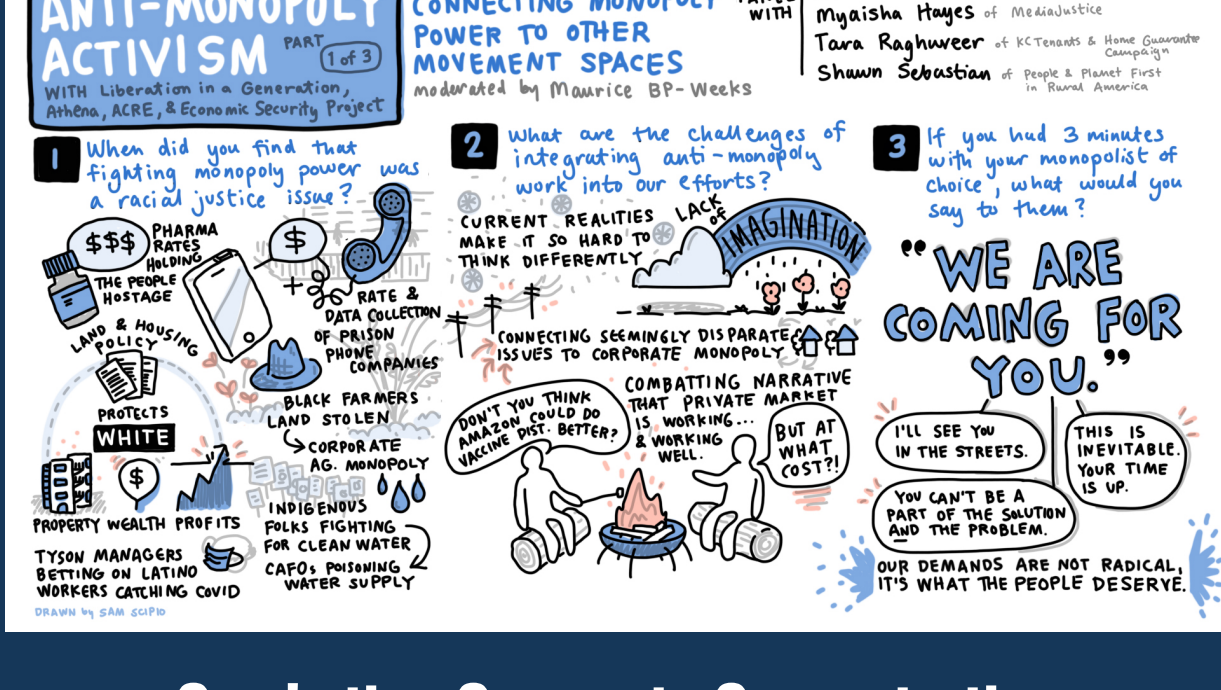 ANTI-MONOPOLY
ACTIVISM
PART
1 of 3
WITH Liberation in a Generation,
Athena, ACRE, & Economic Security Project
CONNECTING MONOPOLY
POWER TO OTHER
MOVEMENT SPACES
moderated by Maurice BP-Weeks
WITH
Myaisha Hayes of MediaJustice
Tara Raghuveer of KC Tenants & Home Guarantee
Campaign
Shawn Sebastian of People & Planet First
in Rural America
1
When did you find that
fighting monopoly power was
a racial justice issue?
$$$
PHARMA
RATES
HOLDING
THE PEOPLE
HOSTAGE
$
+
RATE &
DATA COLLECTION
OF PRISON
PHONE
COMPANIES
LAND & HOUSING
POLICY
PROTECTS
WHITE
$
PROPERTY WEALTH PROFITS
BLACK FARMERS
LAND STOLEN
CORPORATE
AG. MONOPOLY
INDIGENOUS
FOLKS FIGHTING
FOR CLEAN WATER
CAFOs POISONING
WATER SUPPLY
TYSON MANAGERS
BETTING ON LATINO
WORKERS CATCHING COVID
DRAWN by SAM SCIPIO
2
What are the challenges of
integrating anti-monopoly
work into our efforts?
CURRENT REALITIES
MAKE IT SO HARD TO
THINK DIFFERENTLY
LACK
of
IMAGINATION
CONNECTING SEEMINGLY DISPARATE
ISSUES TO CORPORATE MONOPOLY
DON'T YOU THINK
AMAZON COULD DO
VACCINE DIST. BETTER?
COMBATTING NARRATIVE
THAT PRIVATE MARKET
IS WORKING...
& WORKING
WELL.
BUT AT
WHAT
COST?!
3
If you had 3 minutes
with your monopolist of
choice, what would you
say to them?
"WE ARE
COMING FOR
YOU."
I'LL SEE YOU
IN THE STREETS.
THIS IS
INEVITABLE.
YOUR TIME
IS UP.
YOU CAN'T BE A
PART OF THE SOLUTION
AND THE PROBLEM.
OUR DEMANDS ARE NOT RADICAL,
IT'S WHAT THE PEOPLE DESERVE.